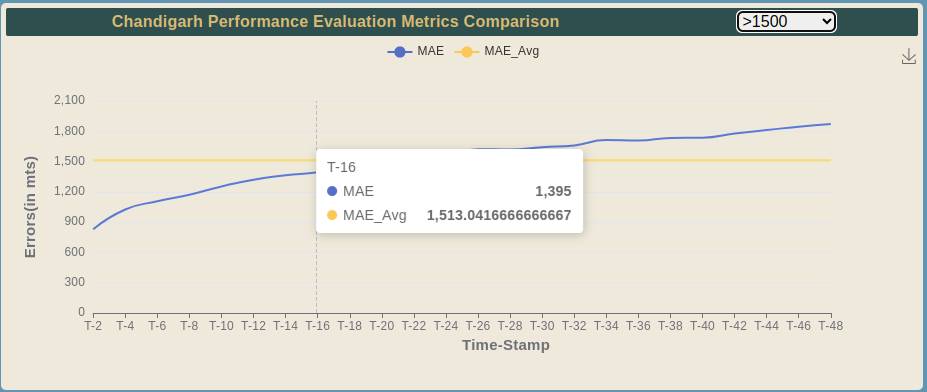 Chandigarh Performance Evaluation Metrics Comparison
>1500
MAE MAE_Avg
Errors(in mts)
2,100
1,800
1,500
1,200
900
600
300
0
T-16
MAE 1,395
MAE_Avg 1,513.0416666666667
T-2 T-4 T-6 T-8 T-10 T-12 T-14 T-16 T-18 T-20 T-22 T-24 T-26 T-28 T-30 T-32 T-34 T-36 T-38 T-40 T-42 T-44 T-46 T-48
Time-Stamp